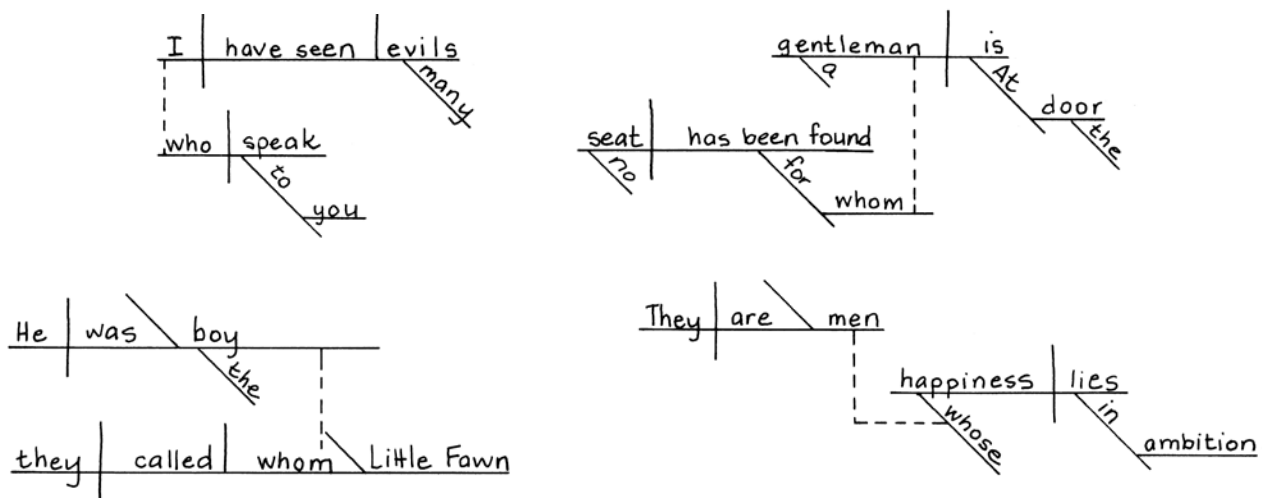 I have seen evils
many
who speak
to
you
gentleman is
a
At
door
the
seat has been found
no
for
whom
He was boy
the
they called whom Little Fawn
They are men
happiness lies
whose
in
ambition